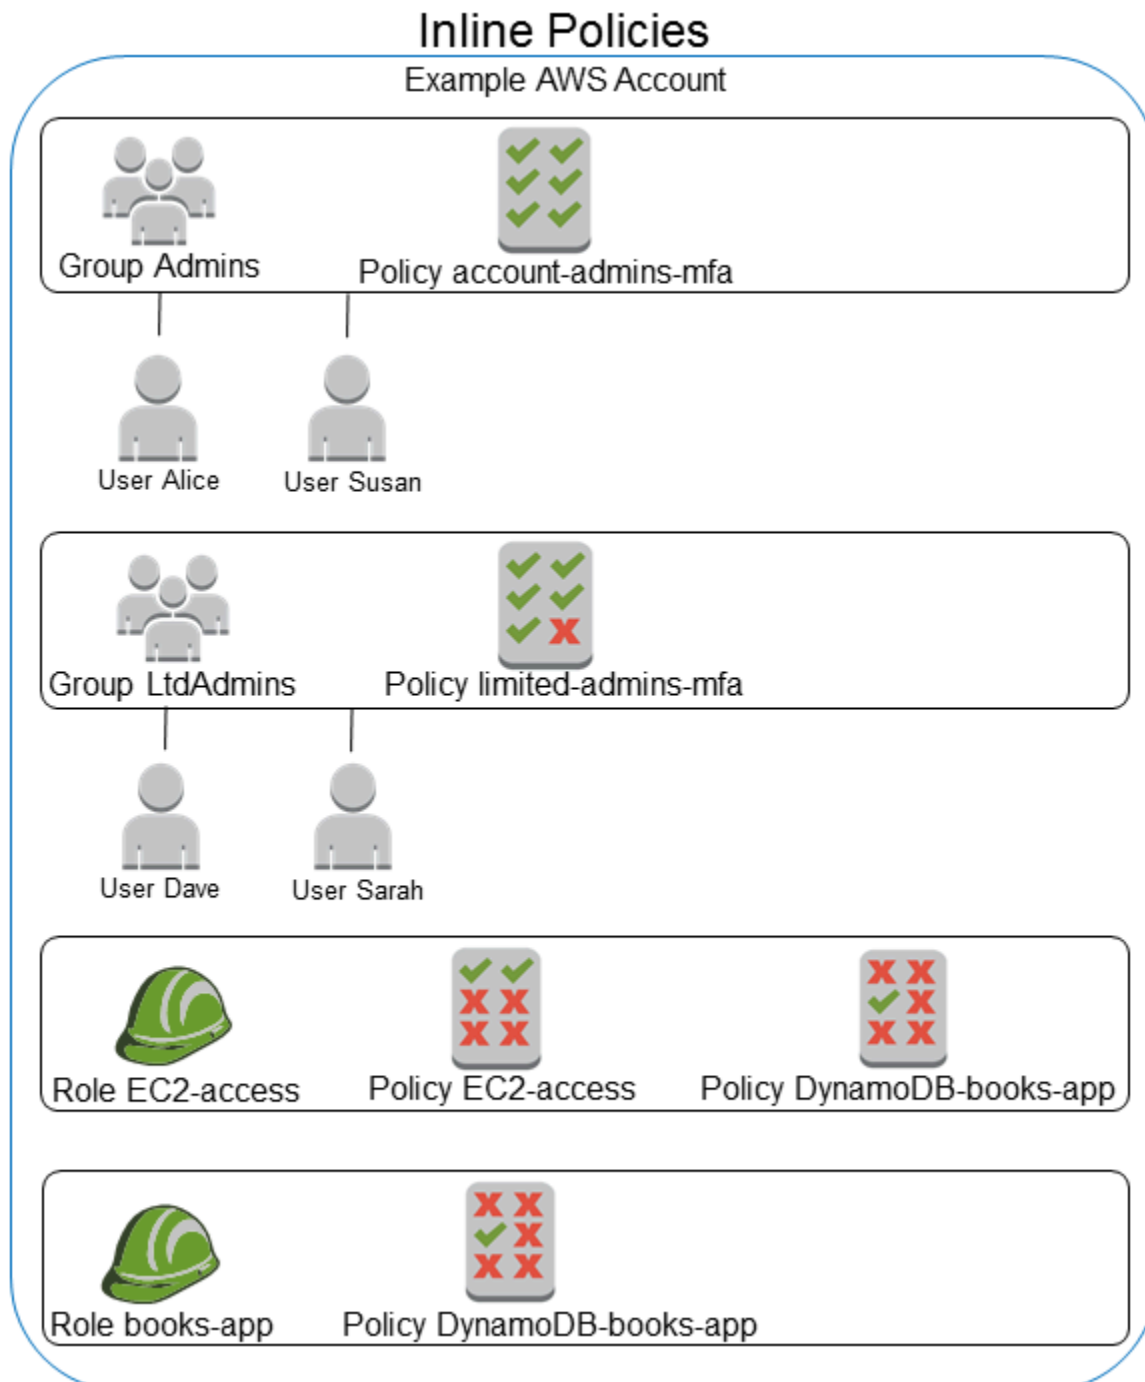 Inline Policies
Example AWS Account
Group Admins
Policy account-admins-mfa
User Alice
User Susan
Group LtdAdmins
Policy limited-admins-mfa
User Dave
User Sarah
Role EC2-access
Policy EC2-access
Policy DynamoDB-books-app
Role books-app
Policy DynamoDB-books-app